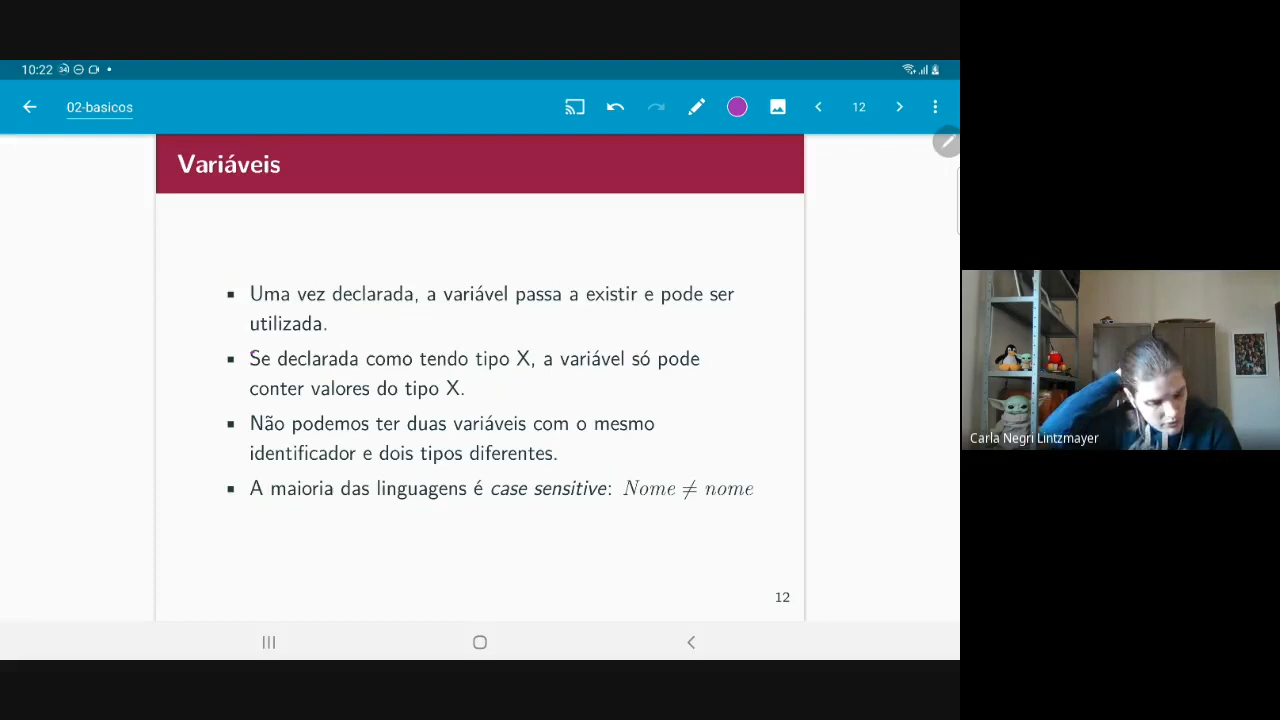 10:22
02-basicos
12
Variáveis
▪ Uma vez declarada, a variável passa a existir e pode ser
utilizada.
▪ Se declarada como tendo tipo X, a variável só pode
conter valores do tipo X.
▪ Não podemos ter duas variáveis com o mesmo
identificador e dois tipos diferentes.
▪ A maioria das linguagens é case sensitive: Nome ≠ nome
12
Carla Negri Lintzmayer